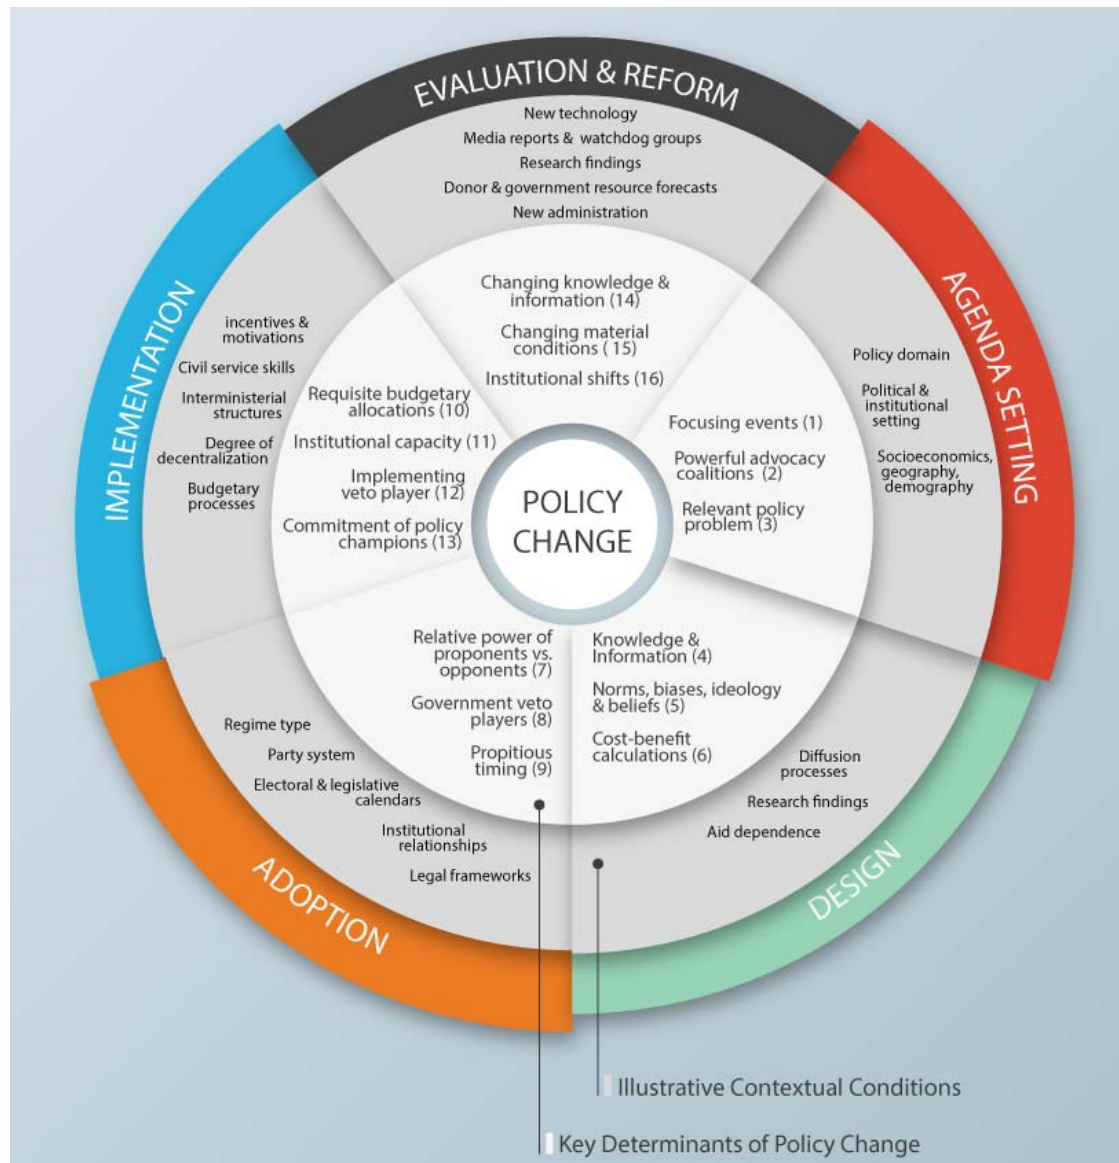 EVALUATION & REFORM
New technology
Media reports & watchdog groups
Research findings
Donor & government resource forecasts
New administration
Changing knowledge &
information (14)
Changing material
conditions ( 15)
Institutional shifts (16)
AGENDA SETTING
Policy domain
Political &
institutional
setting
Socioeconomics,
geography,
demography
Focusing events (1)
Powerful advocacy
coalitions (2)
Relevant policy
problem (3)
DESIGN
Diffusion
processes
Research findings
Aid dependence
Knowledge &
Information (4)
Norms, biases, ideology
& beliefs (5)
Cost-benefit
calculations (6)
ADOPTION
Regime type
Party system
Electoral & legislative
calendars
Institutional
relationships
Legal frameworks
Relative power of
proponents vs.
opponents (7)
Government veto
players (8)
Propitious
timing (9)
IMPLEMENTATION
incentives &
motivations
Civil service skills
Interministerial
structures
Degree of
decentralization
Budgetary
processes
Requisite budgetary
allocations (10)
Institutional capacity (11)
Implementing
veto player (12)
Commitment of policy
champions (13)
POLICY
CHANGE
Illustrative Contextual Conditions
Key Determinants of Policy Change